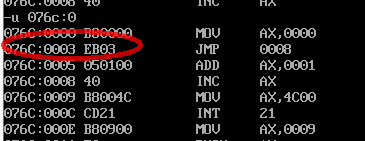 076C:0008 40 INC AX
-u 076c:0
076C:0000 B80000 MOV AX,0000
076C:0003 EB03 JMP 0008
076C:0005 050100 ADD AX,0001
076C:0008 40 INC AX
076C:0009 B8004C MOV AX,4C00
076C:000C CD21 INT 21
076C:000E B80900 MOV AX,0009